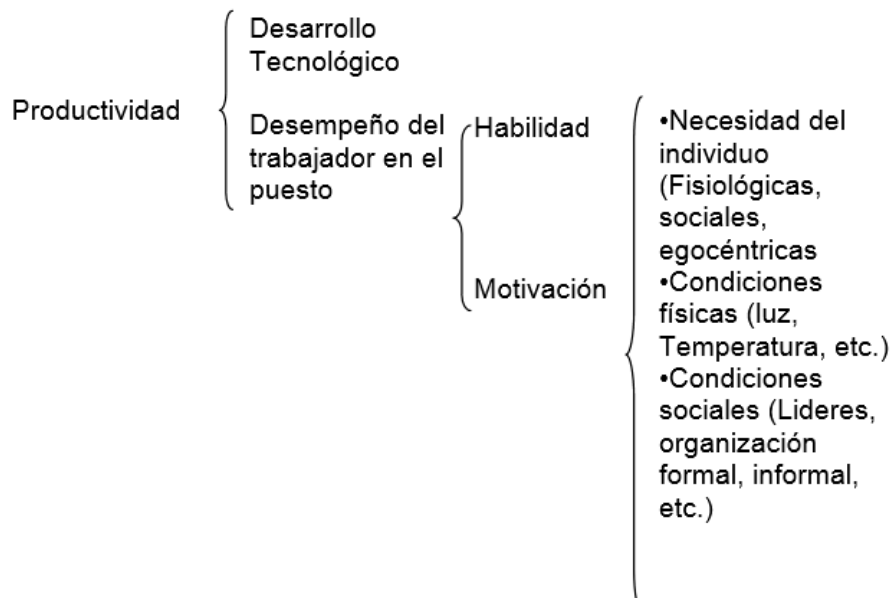 Productividad
Desarrollo
Tecnológico
Desempeño del
trabajador en el
puesto
Habilidad
Motivación
•Necesidad del
individuo
(Fisiológicas,
sociales,
egocéntricas
•Condiciones
físicas (luz,
Temperatura, etc.)
•Condiciones
sociales (Lideres,
organización
formal, informal,
etc.)